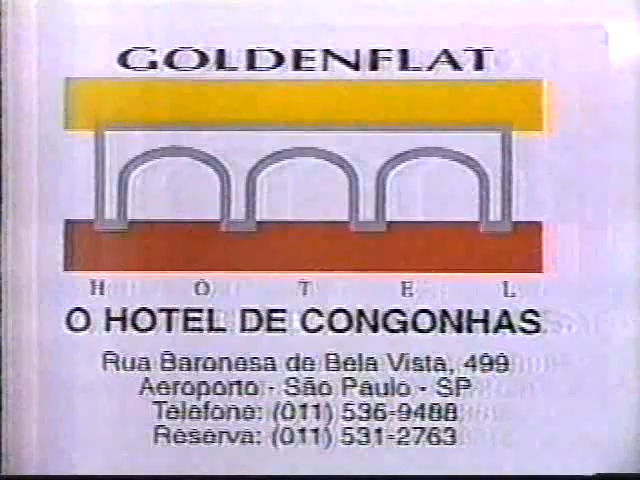 GOLDENFLAT
HOTEL
O HOTEL DE CONGONHAS
Rua Baronesa de Bela Vista, 499
Aeroporto - São Paulo - SP
Telefone: (011) 536-9488
Reserva: (011) 531-2763